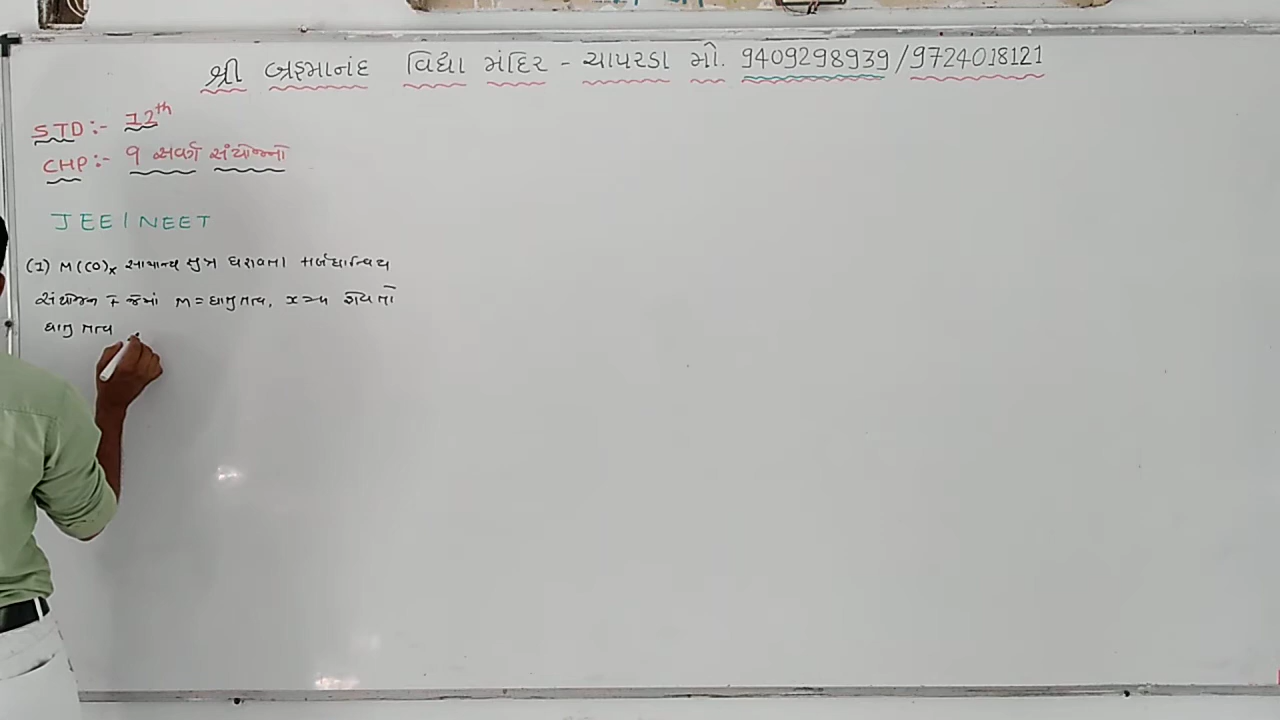 શ્રી બ્રહ્માનંદ વિદ્યા મંદિર - ચાપરડા મો. 9409298939 / 9724018121
STD :- 12th
CHP :- 9 સવર્ગ સંયોજનો
JEE / NEET
(1) M(CO)x સામાન્ય સુત્ર ધરાવતા
સંયોજન જેમાં M = ધાતુ તત્વ, x = હોય તો
ધાતુ તત્વ